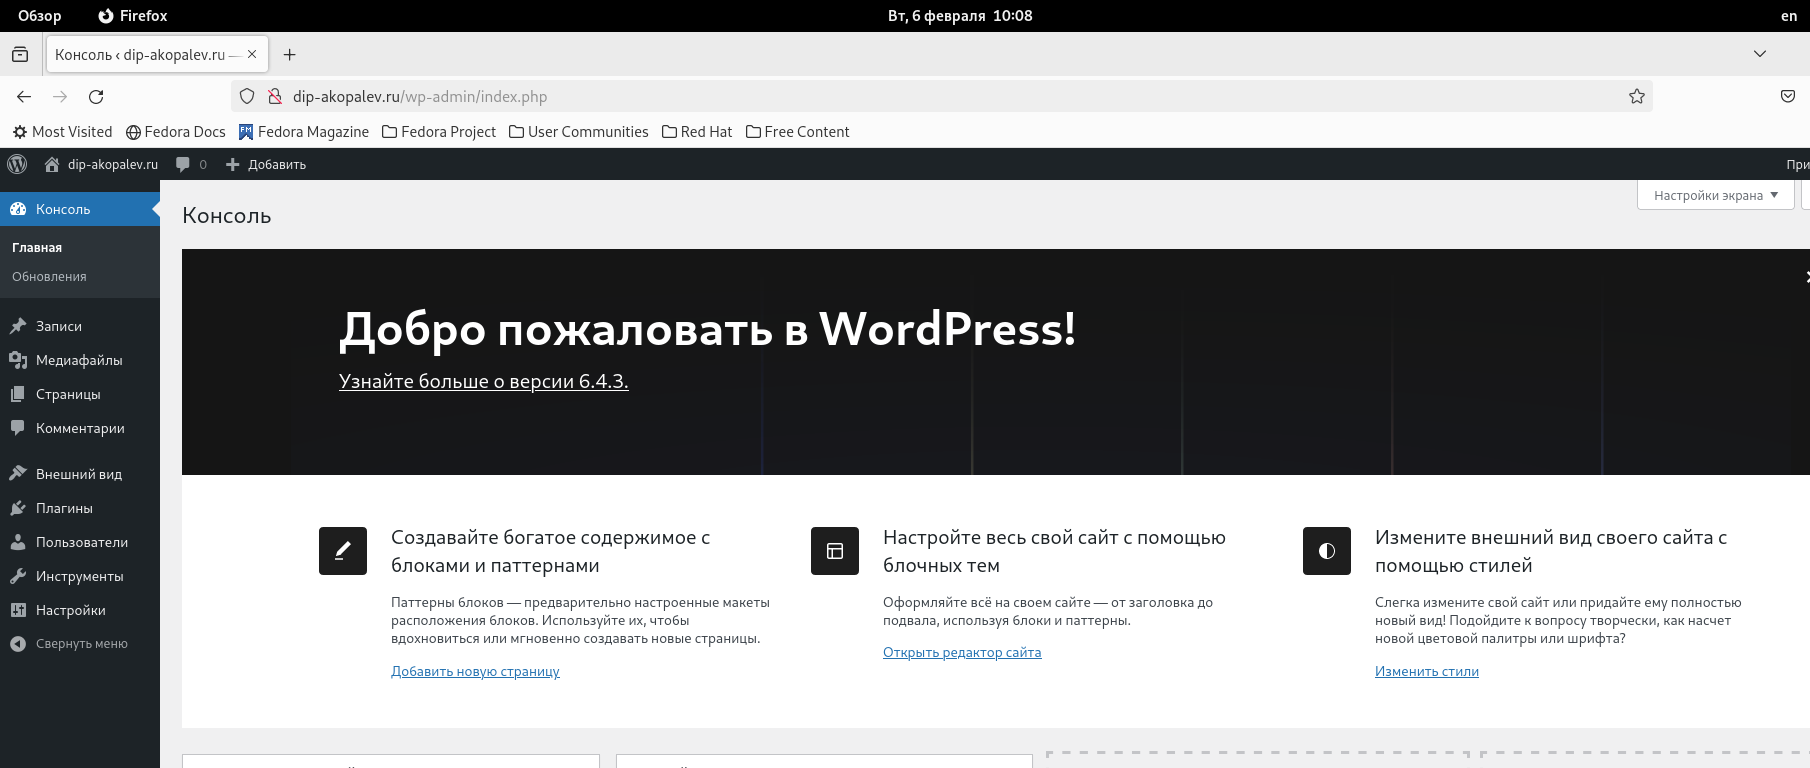 Обзор
Firefox
Вт, 6 февраля 10:08
en
Консоль ‹ dip-akopalev.ru —
dip-akopalev.ru/wp-admin/index.php
Most Visited
Fedora Docs
Fedora Magazine
Fedora Project
User Communities
Red Hat
Free Content
dip-akopalev.ru
0
Добавить
При
Консоль
Главная
Обновления
Записи
Медиафайлы
Страницы
Комментарии
Внешний вид
Плагины
Пользователи
Инструменты
Настройки
Свернуть меню
Настройки экрана
Консоль
Добро пожаловать в WordPress!
Узнайте больше о версии 6.4.3.
Создавайте богатое содержимое с
блоками и паттернами
Паттерны блоков — предварительно настроенные макеты
расположения блоков. Используйте их, чтобы
вдохновиться или мгновенно создавать новые страницы.
Добавить новую страницу
Настройте весь свой сайт с помощью
блочных тем
Оформляйте всё на своем сайте — от заголовка до
подвала, используя блоки и паттерны.
Открыть редактор сайта
Измените внешний вид своего сайта с
помощью стилей
Слегка измените свой сайт или придайте ему полностью
новый вид! Подойдите к вопросу творчески, как насчет
новой цветовой палитры или шрифта?
Изменить стили